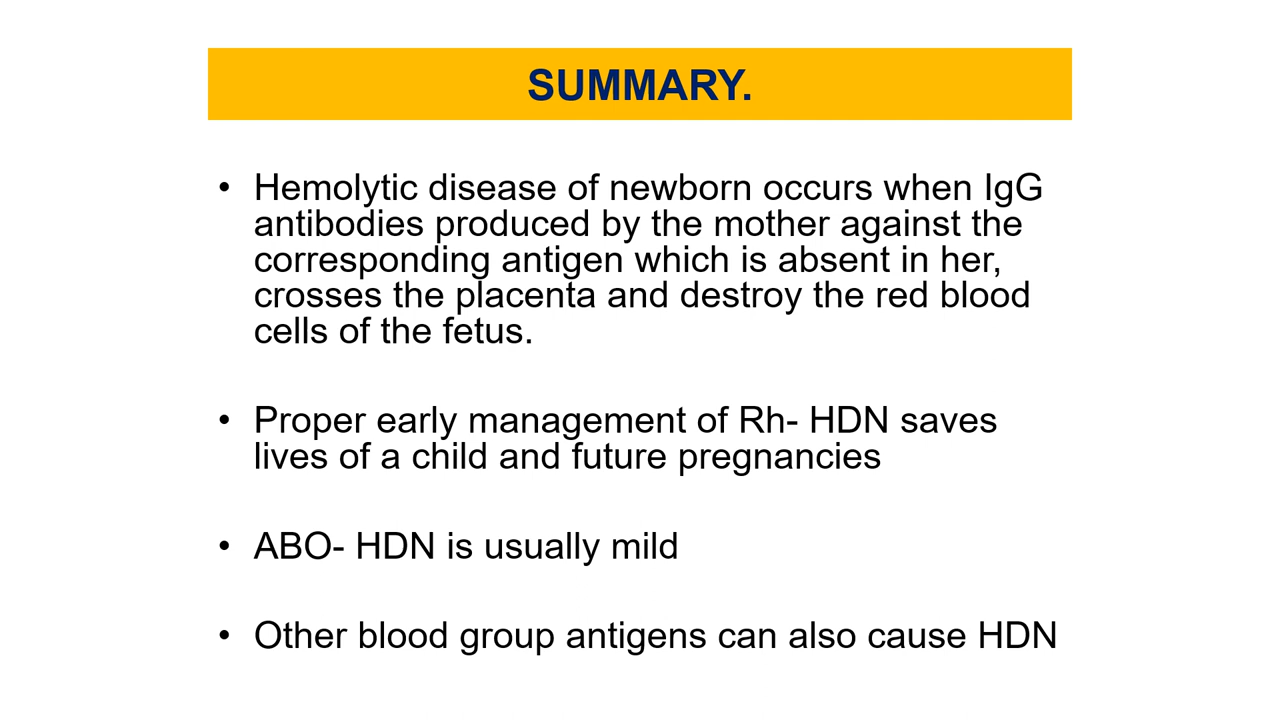 SUMMARY.
• Hemolytic disease of newborn occurs when IgG
antibodies produced by the mother against the
corresponding antigen which is absent in her,
crosses the placenta and destroy the red blood
cells of the fetus.
• Proper early management of Rh- HDN saves
lives of a child and future pregnancies
• ABO- HDN is usually mild
• Other blood group antigens can also cause HDN